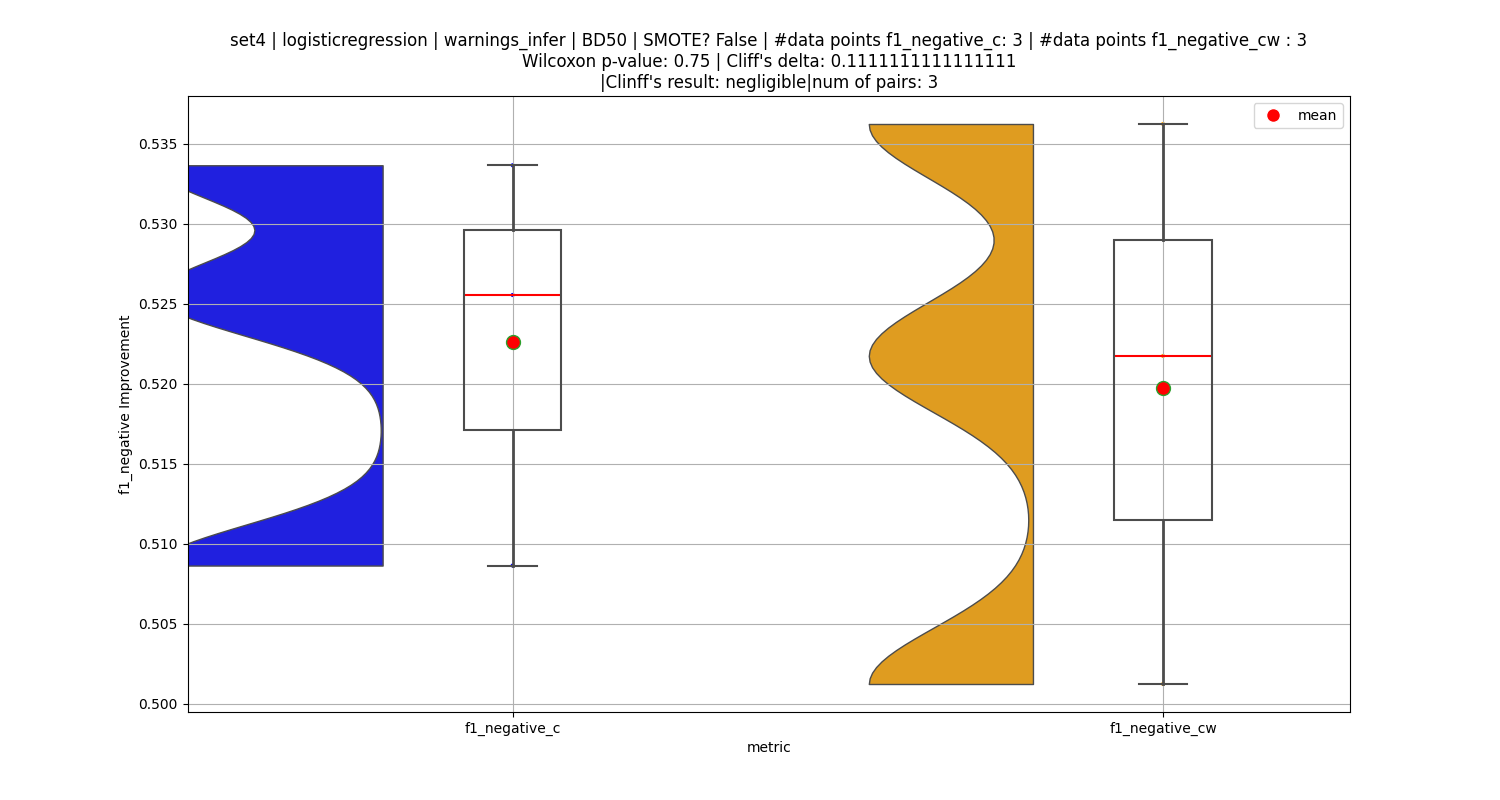 set4 | logisticregression | warnings_infer | BD50 | SMOTE? False | #data points f1_negative_c: 3 | #data points f1_negative_cw : 3
Wilcoxon p-value: 0.75 | Cliff's delta: 0.1111111111111111
|Clinff's result: negligible|num of pairs: 3
mean
0.535
0.530
0.525
0.520
0.515
0.510
0.505
0.500
f1_negative Improvement
f1_negative_c
f1_negative_cw
metric